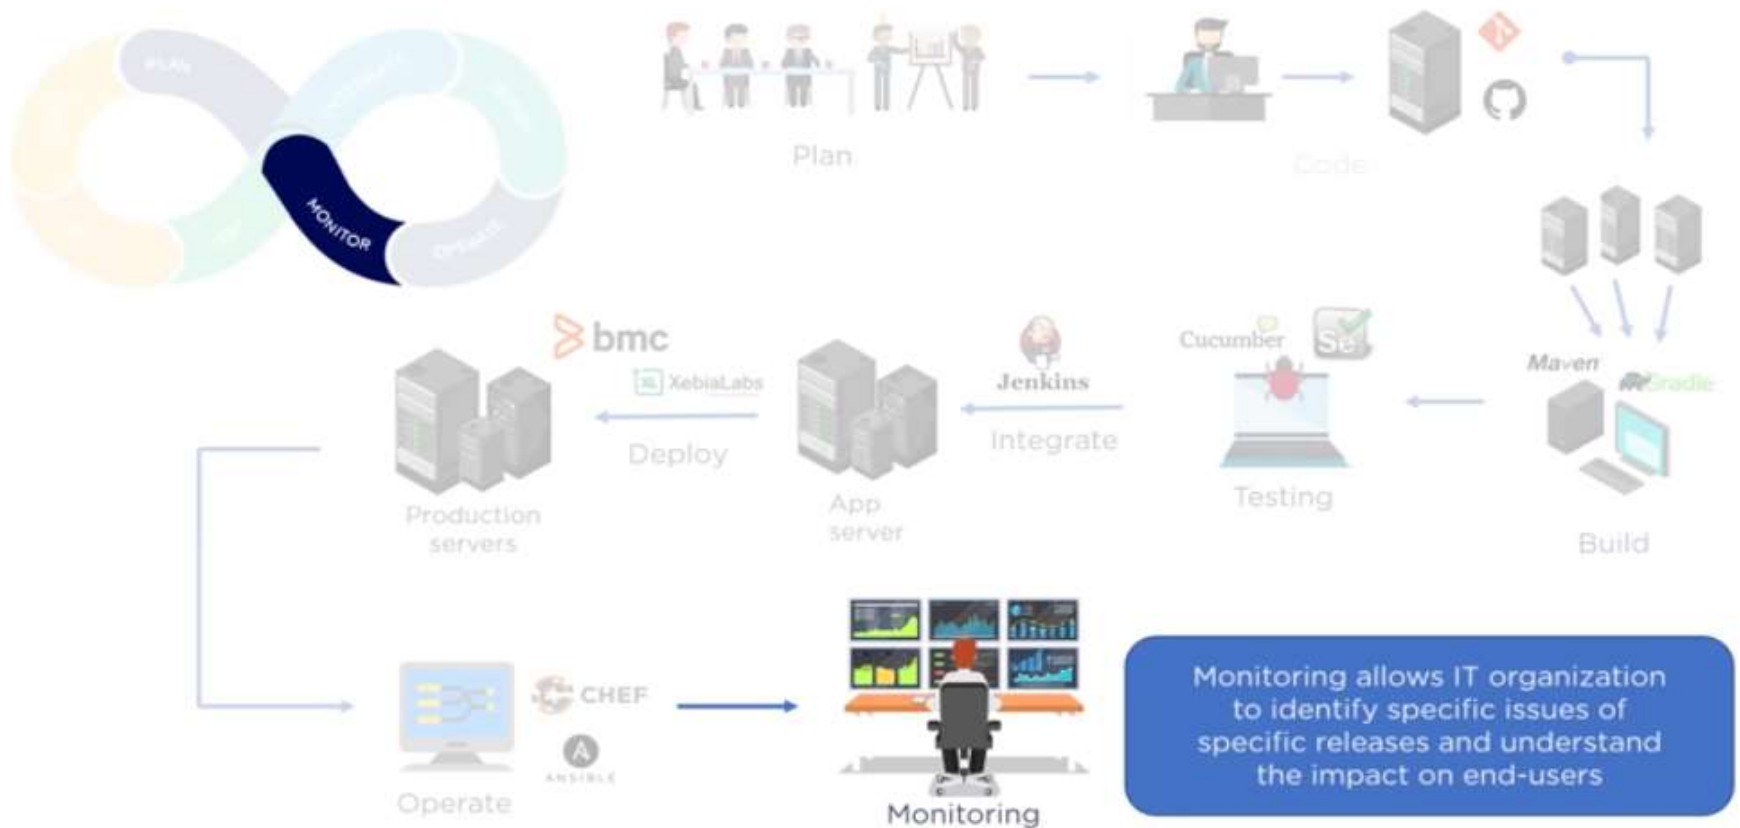 PLAN
INTEGRATE
MONITOR
OPERATE
Plan
Code
Maven
Gradle
Build
Cucumber
Se
Testing
Jenkins
Integrate
App
server
bmc
XL XebiaLabs
Deploy
Production
servers
CHEF
A
ANSIBLE
Operate
Monitoring
Monitoring allows IT organization
to identify specific issues of
specific releases and understand
the impact on end-users